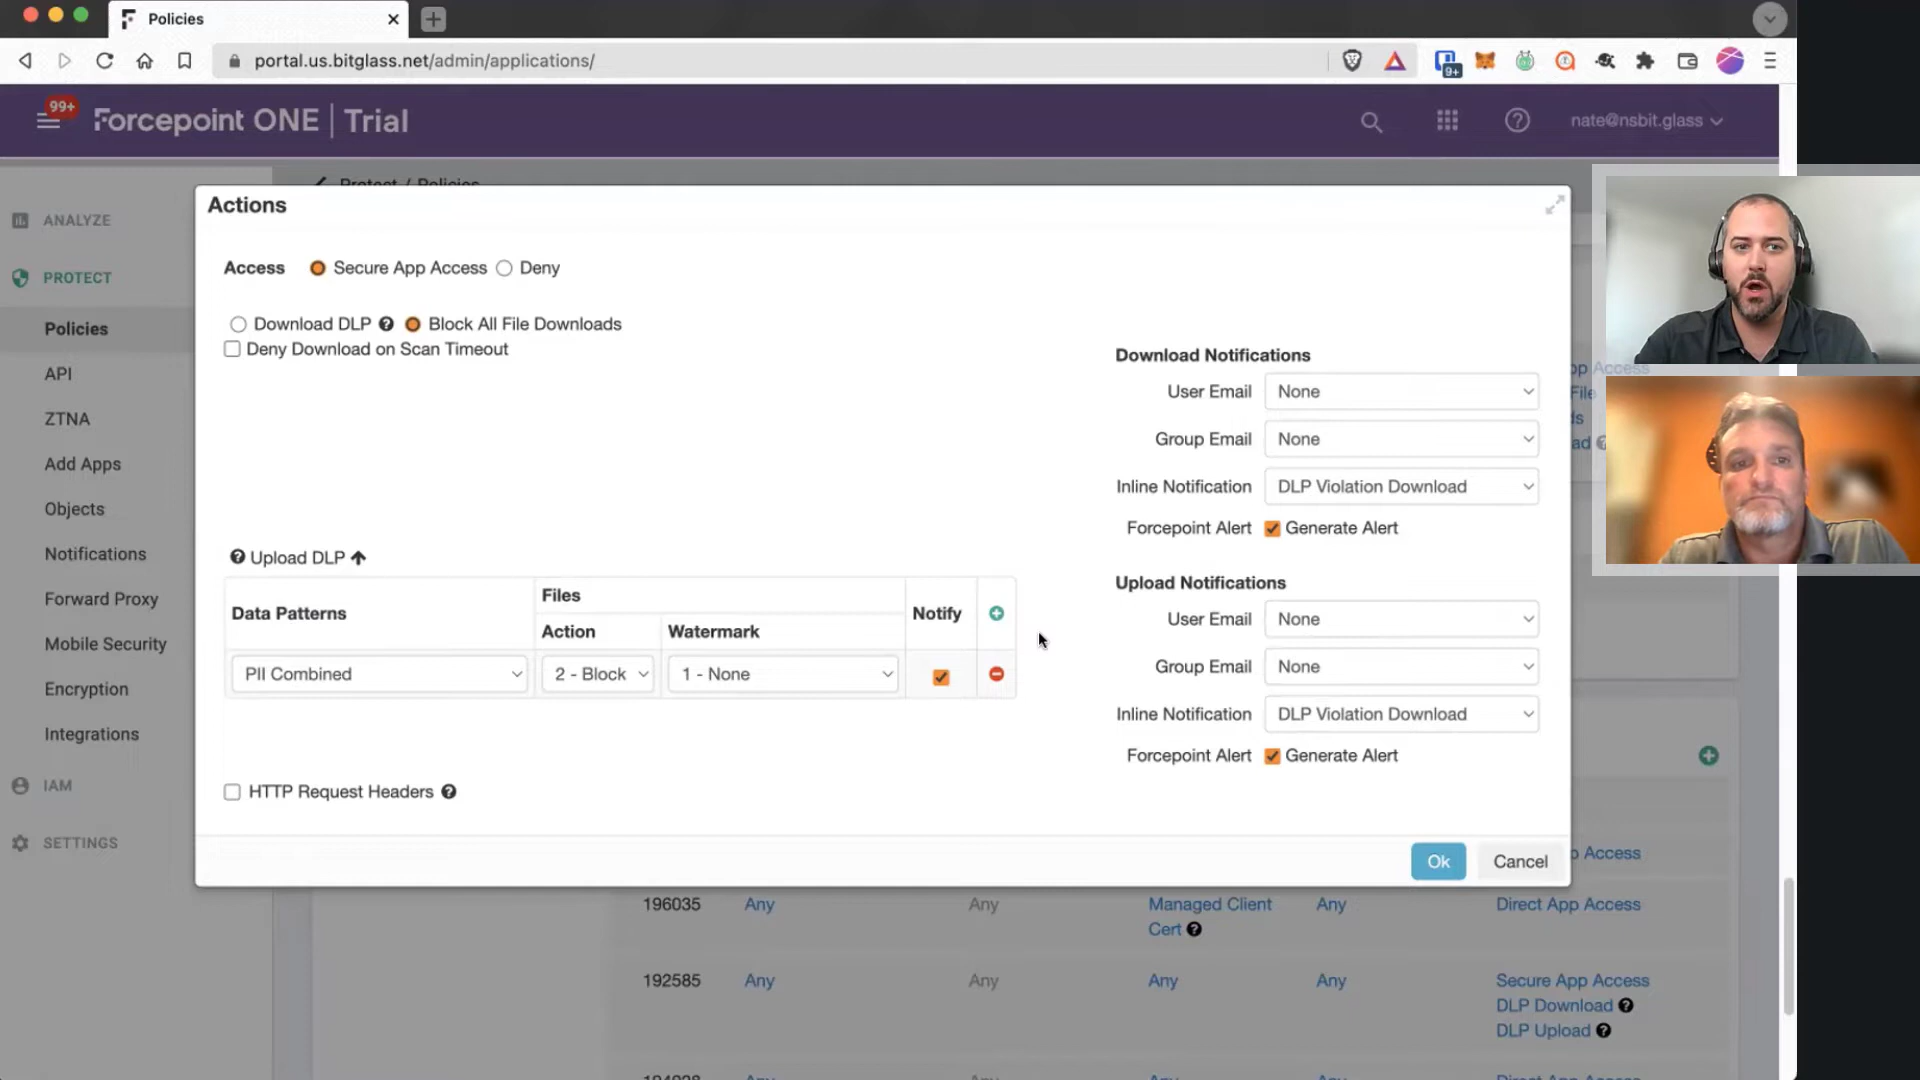 Policies
portal.us.bitglass.net/admin/applications/
9+
99+
Forcepoint ONE | Trial
nate@nsbit.glass
Protect / Policies
ANALYZE
PROTECT
Policies
API
ZTNA
Add Apps
Objects
Notifications
Forward Proxy
Mobile Security
Encryption
Integrations
IAM
SETTINGS
Actions
Access Secure App Access Deny
Download DLP Block All File Downloads
Deny Download on Scan Timeout
Download Notifications
User Email None
Group Email None
Inline Notification DLP Violation Download
Forcepoint Alert Generate Alert
Upload DLP
Data Patterns Files Notify
Action Watermark
PII Combined 2 - Block 1 - None
Upload Notifications
User Email None
Group Email None
Inline Notification DLP Violation Download
Forcepoint Alert Generate Alert
HTTP Request Headers
Ok Cancel
Access
196035 Any Any Managed Client Cert Any Direct App Access
192585 Any Any Any Any Secure App Access
DLP Download
DLP Upload